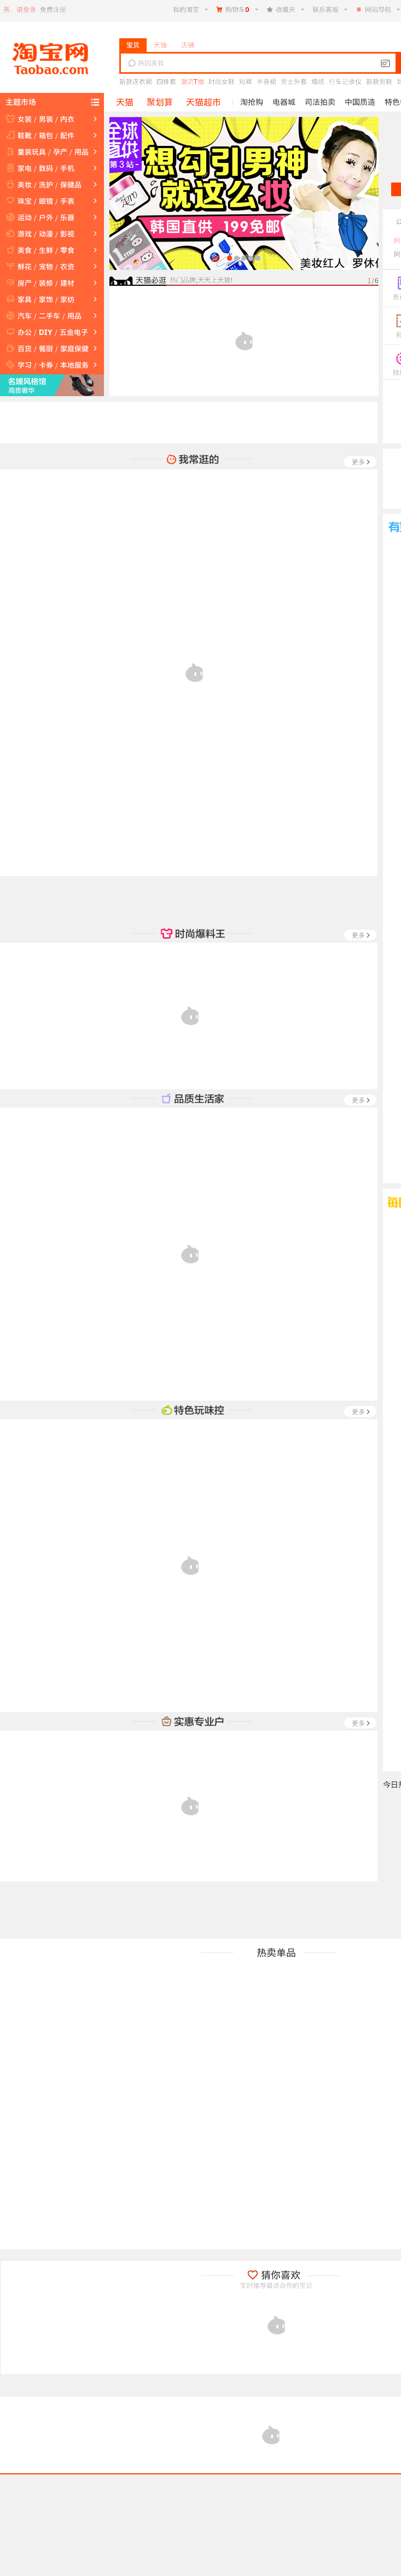 亲，请登录 免费注册
我的淘宝 购物车0 收藏夹 联系客服 网站导航
淘宝网
Taobao.com
宝贝 天猫 店铺
韩国面妆
新款连衣裙 四件套 潮流T恤 时尚女鞋 短裤 半身裙 男士外套 墙纸 行车记录仪 新款男鞋
主题市场
天猫 聚划算 天猫超市 淘抢购 电器城 司法拍卖 中国质造 特色
女装 / 男装 / 内衣
鞋靴 / 箱包 / 配件
童装玩具 / 孕产 / 用品
家电 / 数码 / 手机
美妆 / 洗护 / 保健品
珠宝 / 眼镜 / 手表
运动 / 户外 / 乐器
游戏 / 动漫 / 影视
美食 / 生鲜 / 零食
鲜花 / 宠物 / 农资
房产 / 装修 / 建材
家具 / 家饰 / 家纺
汽车 / 二手车 / 用品
办公 / DIY / 五金电子
百货 / 餐厨 / 家庭保健
学习 / 卡券 / 本地服务
名媛风格馆
高贵奢华
全球
供
第3站
想勾引男神
就这么妆
韩国直供 199免邮
美妆红人 罗休休
天猫必逛 热门品牌,天天上天猫! 1/6
我常逛的
更多
时尚爆料王
更多
品质生活家
更多
特色玩味控
更多
实惠专业户
更多
今日
热卖单品
猜你喜欢
实时推荐最适合你的宝贝